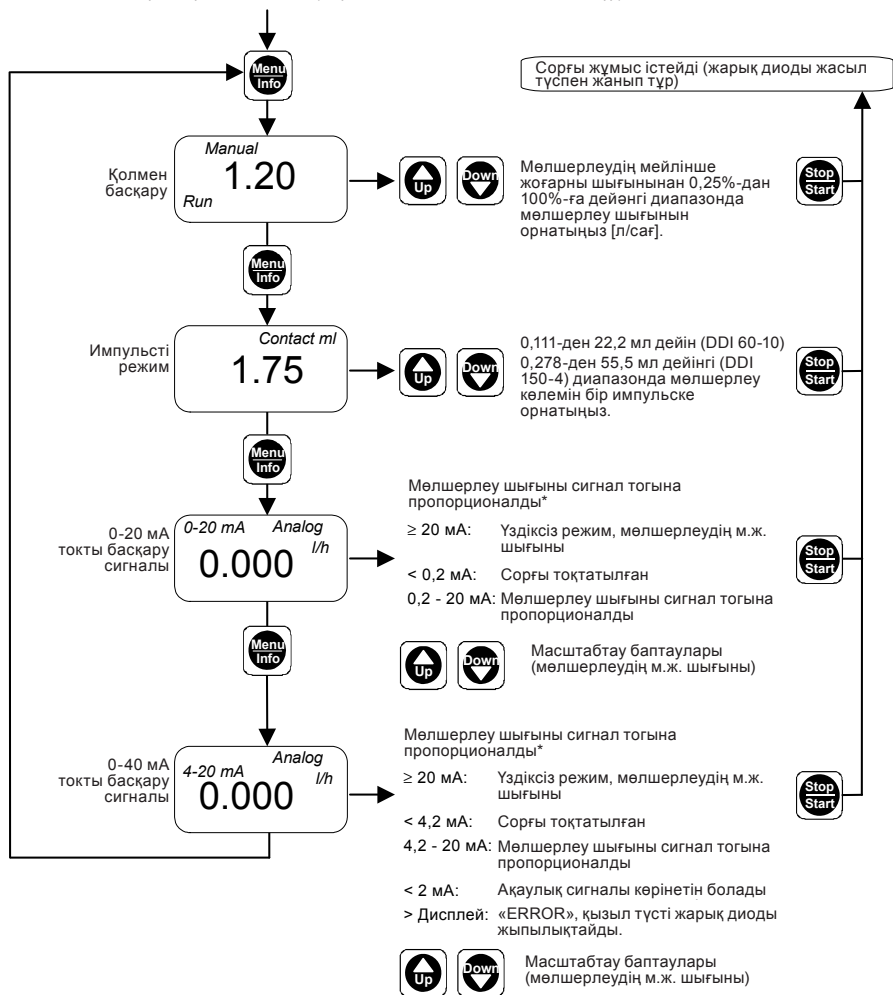 Menu
Info
Сорғы жұмыс істейді (жарық диоды жасыл
түспен жанып тұр)
Қолмен
басқару
Manual
1.20
Run
Up
Down
Мөлшерлеудің мейлінше
жоғарны шығынынан 0,25%-дан
100%-ға дейәнгі диапазонда
мөлшерлеу шығынын
орнатыңыз [л/сағ].
Stop
Start
Menu
Info
Импульсті
режим
Contact ml
1.75
Up
Down
0,111-ден 22,2 мл дейін (DDI 60-10)
0,278-ден 55,5 мл дейінгі (DDI
150-4) диапазонда мөлшерлеу
көлемін бір импульске
орнатыңыз.
Stop
Start
Menu
Info
0-20 мА
токты басқару
сигналы
0-20 mA Analog
l/h
0.000
Мөлшерлеу шығыны сигнал тогына
пропорционалды*
≥ 20 мА: Үздіксіз режим, мөлшерлеудің м.ж.
шығыны
< 0,2 мА: Сорғы тоқтатылған
0,2 - 20 мА: Мөлшерлеу шығыны сигнал тогына
пропорционалды
Stop
Start
Menu
Info
Up
Down
Масштабтау баптаулары
(мөлшерлеудің м.ж. шығыны)
0-40 мА
токты басқару
сигналы
Analog
4-20 mA l/h
0.000
Мөлшерлеу шығыны сигнал тогына
пропорционалды*
≥ 20 мА: Үздіксіз режим, мөлшерлеудің м.ж.
шығыны
< 4,2 мА: Сорғы тоқтатылған
4,2 - 20 мА: Мөлшерлеу шығыны сигнал тогына
пропорционалды
< 2 мА: Ақаулық сигналы көрінетін болады
> Дисплей: «ERROR», қызыл түсті жарық диоды
жыпылықтайды.
Stop
Start
Up
Down
Масштабтау баптаулары
(мөлшерлеудің м.ж. шығыны)